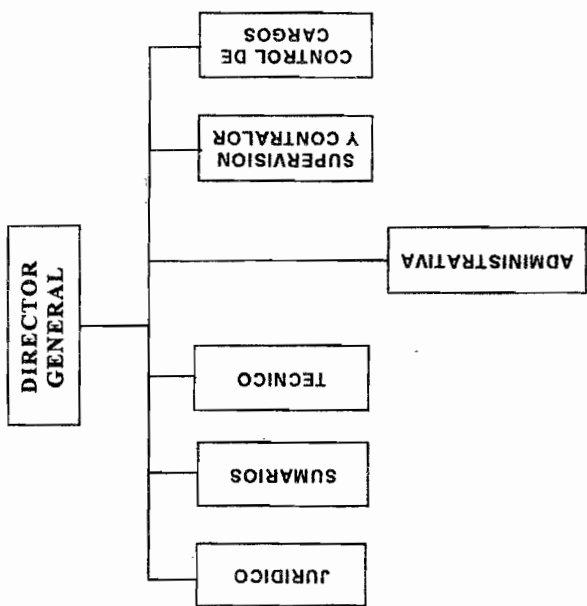 DIRECTOR
GENERAL
JURIDICO
SUMARIOS
TECNICO
ADMINISTRATIVA
SUPERVISION
Y CONTRALOR
CONTROL DE
CARGOS